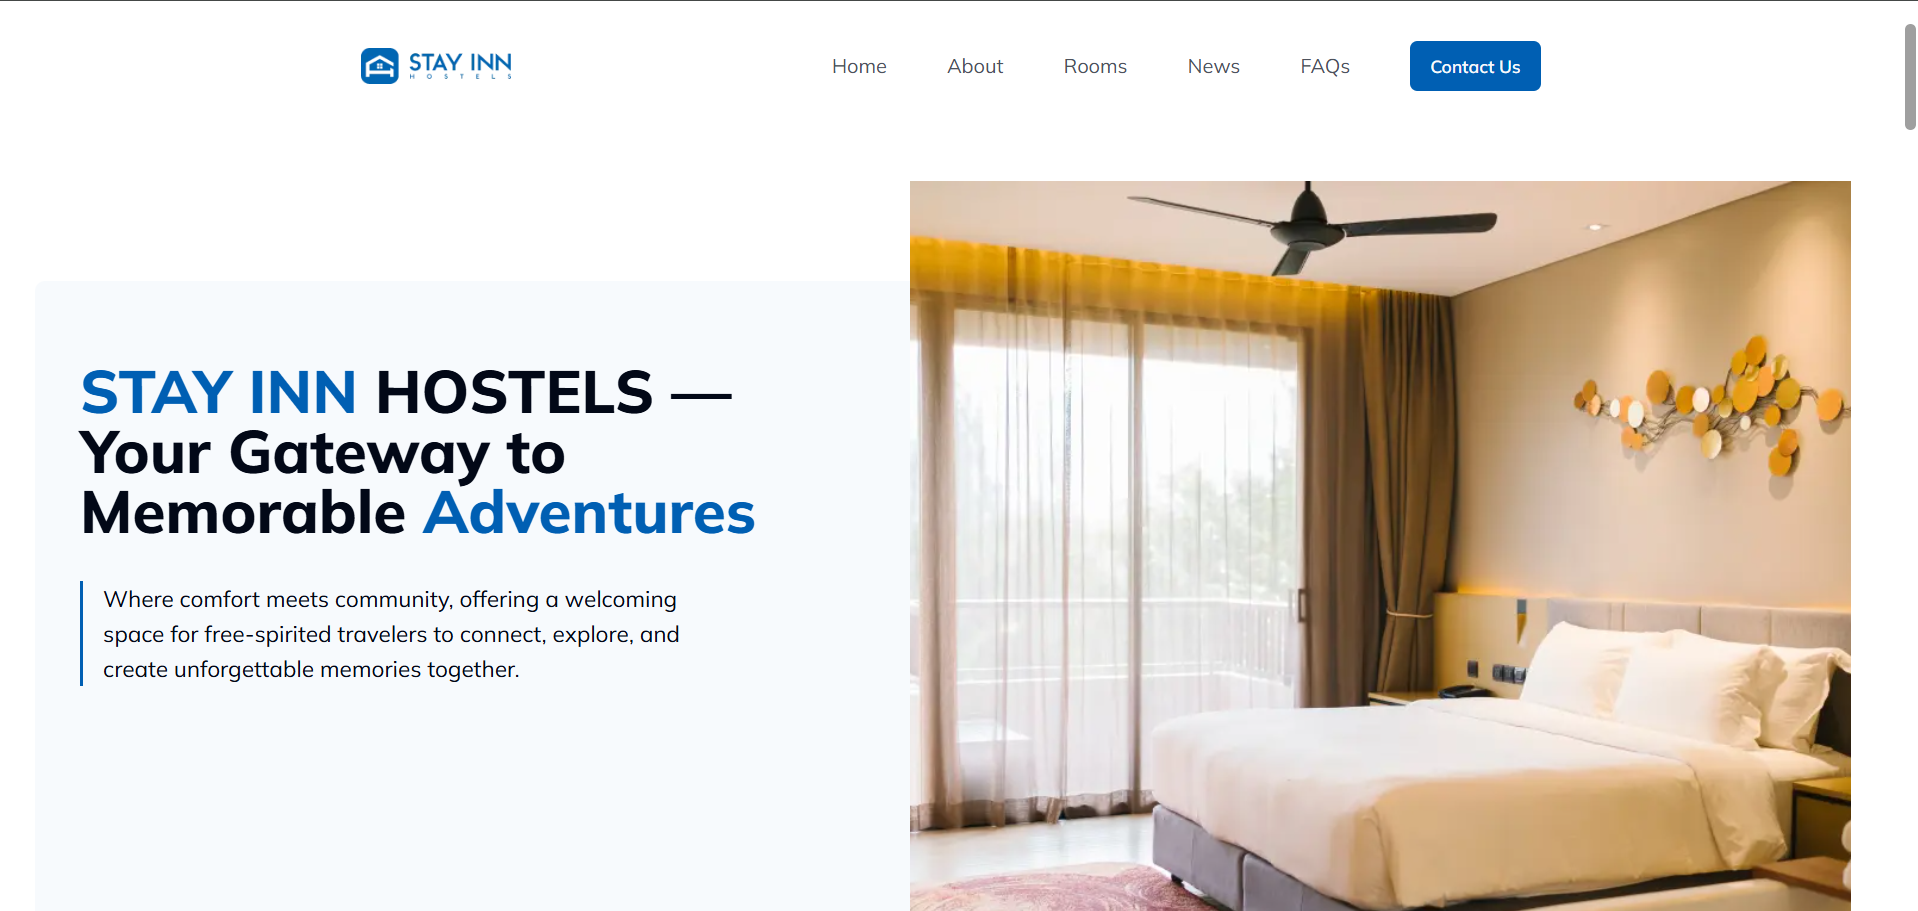 STAY INN
HOSTELS
Home
About
Rooms
News
FAQs
Contact Us
STAY INN HOSTELS —
Your Gateway to
Memorable Adventures
Where comfort meets community, offering a welcoming
space for free-spirited travelers to connect, explore, and
create unforgettable memories together.